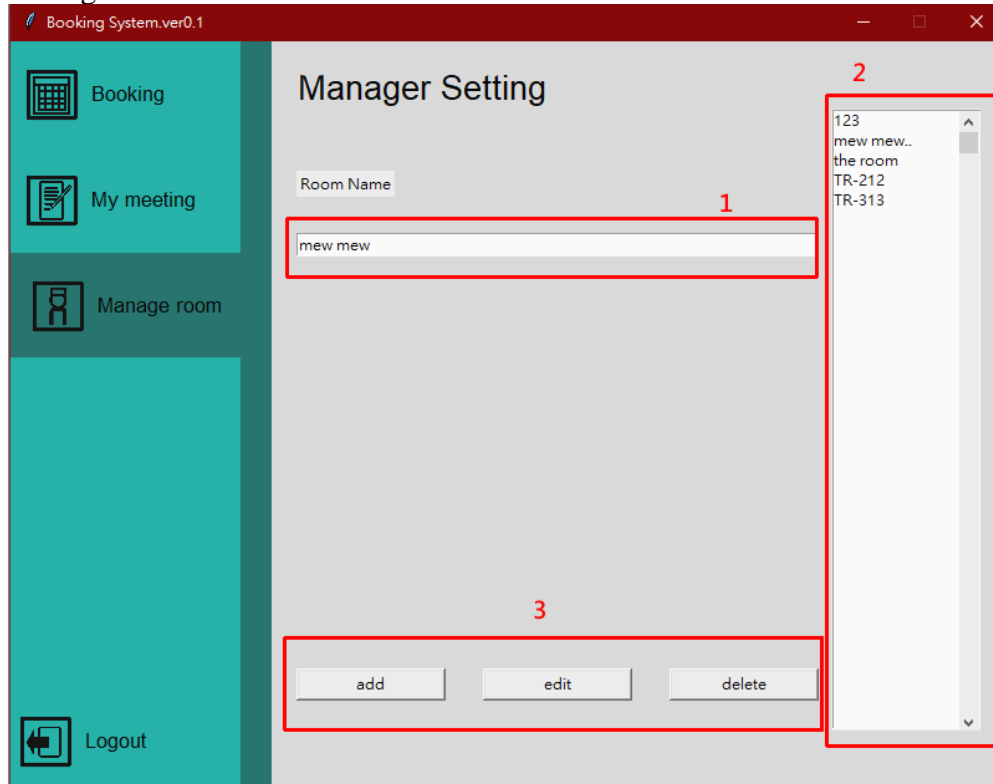 Booking System.ver0.1
Booking
My meeting
Manage room
Logout
Manager Setting
Room Name
1
mew mew
2
123
mew mew..
the room
TR-212
TR-313
3
add edit delete